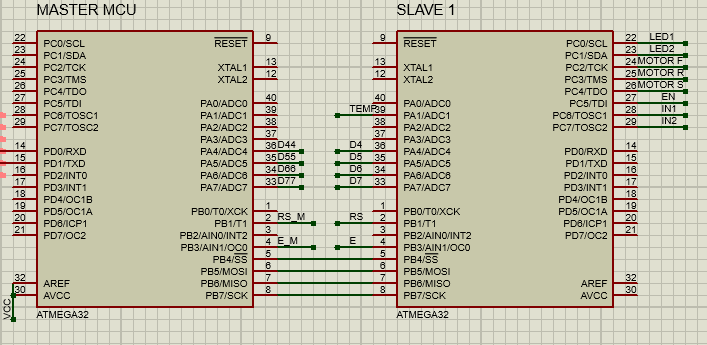 MASTER MCU
SLAVE 1
22 PC0/SCL RESET 9
23 PC1/SDA
24 PC2/TCK XTAL1 13
25 PC3/TMS XTAL2 12
26 PC4/TDO
27 PC5/TDI PA0/ADC0 40
28 PC6/TOSC1 PA1/ADC1 39
29 PC7/TOSC2 PA2/ADC2 38
PA3/ADC3 37
14 PD0/RXD PA4/ADC4 36 D44
15 PD1/TXD PA5/ADC5 35 D55
16 PD2/INT0 PA6/ADC6 34 D66
17 PD3/INT1 PA7/ADC7 33 D77
18 PD4/OC1B
19 PD5/OC1A PB0/T0/XCK 1
20 PD6/ICP1 PB1/T1 2 RS_M
21 PD7/OC2 PB2/AIN0/INT2 3
PB3/AIN1/OC0 4 E_M
PB4/SS 5
PB5/MOSI 6
32 AREF PB6/MISO 7
30 AVCC PB7/SCK 8
VCC
ATMEGA32
9 RESET PC0/SCL 22 LED1
PC1/SDA 23 LED2
13 XTAL1 PC2/TCK 24 MOTOR F
12 XTAL2 PC3/TMS 25 MOTOR R
PC4/TDO 26 MOTOR S
40 PA0/ADC0 PC5/TDI 27 EN
TEMP 39 PA1/ADC1 PC6/TOSC1 28 IN1
38 PA2/ADC2 PC7/TOSC2 29 IN2
37 PA3/ADC3
D4 36 PA4/ADC4 PD0/RXD 14
D5 35 PA5/ADC5 PD1/TXD 15
D6 34 PA6/ADC6 PD2/INT0 16
D7 33 PA7/ADC7 PD3/INT1 17
PD4/OC1B 18
1 PB0/T0/XCK PD5/OC1A 19
RS 2 PB1/T1 PD6/ICP1 20
3 PB2/AIN0/INT2 PD7/OC2 21
E 4 PB3/AIN1/OC0
5 PB4/SS
6 PB5/MOSI
7 PB6/MISO AREF 32
8 PB7/SCK AVCC 30
ATMEGA32